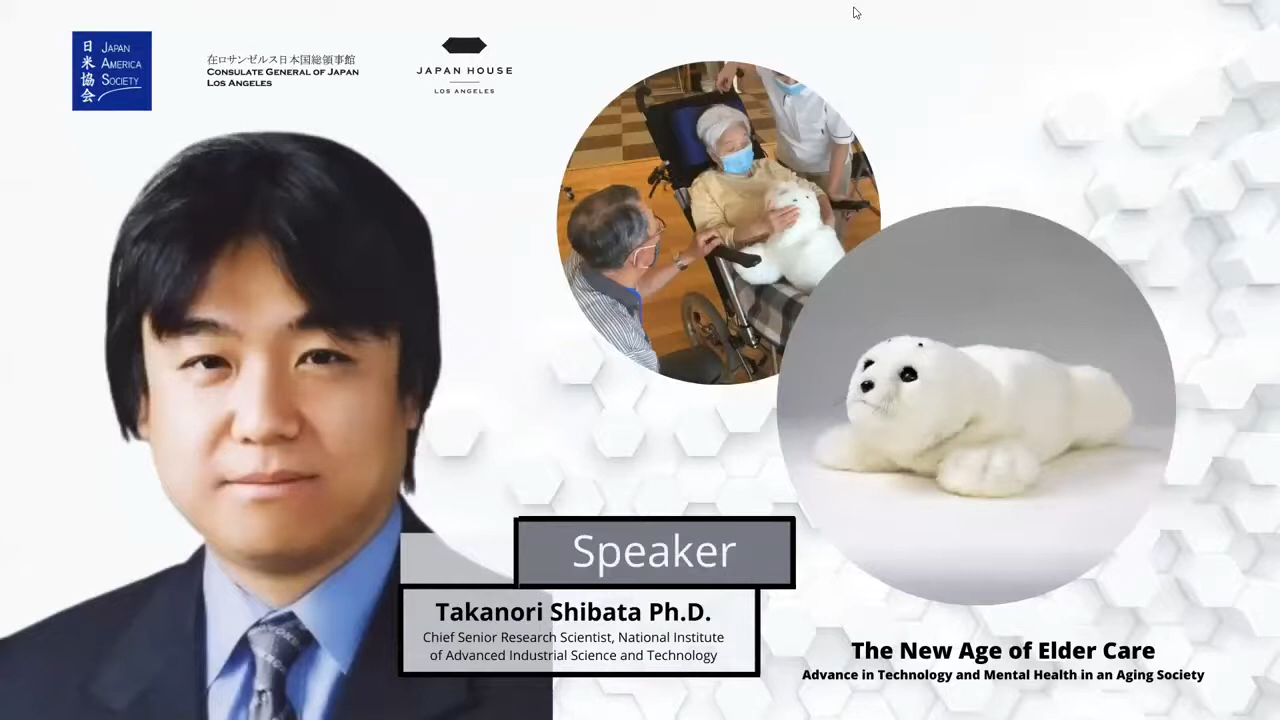 日米協会
JAPAN
AMERICA
SOCIETY
在ロサンゼルス日本国総領事館
CONSULATE GENERAL OF JAPAN
LOS ANGELES
JAPAN HOUSE
LOS ANGELES
Speaker
Takanori Shibata Ph.D.
Chief Senior Research Scientist, National Institute
of Advanced Industrial Science and Technology
The New Age of Elder Care
Advance in Technology and Mental Health in an Aging Society